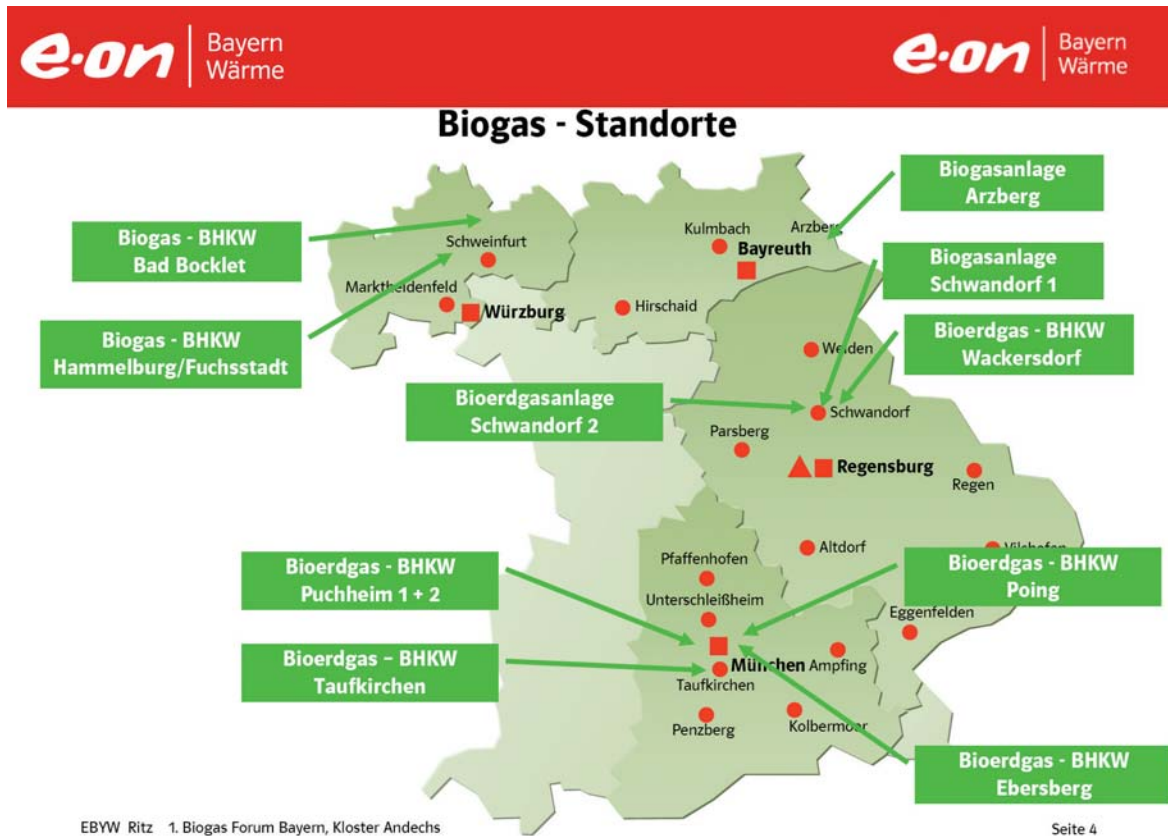 e·on Bayern Wärme
e·on Bayern Wärme
Biogas - Standorte
Biogasanlage
Arzberg
Biogas - BHKW
Bad Bocklet
Kulmbach
Arzberg
Bayreuth
Schweinfurt
Biogasanlage
Schwandorf 1
Marktheidenfeld
Würzburg
Hirschaid
Biogas - BHKW
Hammelburg/Fuchsstadt
Bioerdgas - BHKW
Wackersdorf
Weiden
Bioerdgasanlage
Schwandorf 2
Schwandorf
Parsberg
Regensburg
Regen
Altdorf
Vilshofen
Pfaffenhofen
Bioerdgas - BHKW
Puchheim 1 + 2
Bioerdgas - BHKW
Poing
Unterschleißheim
Eggenfelden
Bioerdgas – BHKW
Taufkirchen
München
Ampfing
Taufkirchen
Penzberg
Kolbermoor
Bioerdgas - BHKW
Ebersberg
EBYW Ritz 1. Biogas Forum Bayern, Kloster Andechs
Seite 4